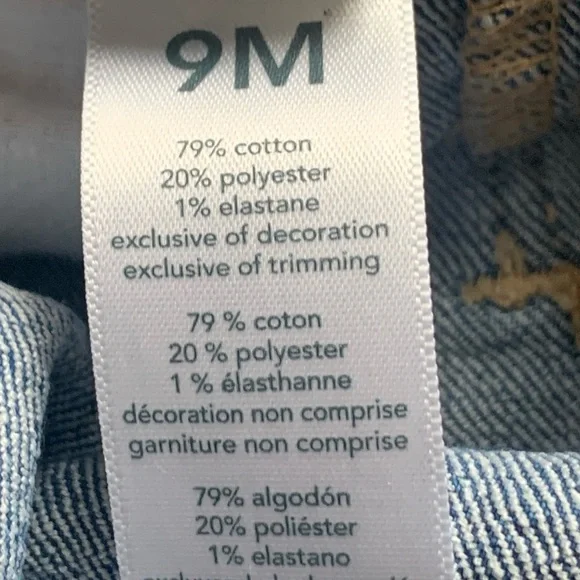 9M
79% cotton
20% polyester
1% elastane
exclusive of decoration
exclusive of trimming
79 % coton
20 % polyester
1 % élasthanne
décoration non comprise
garniture non comprise
79% algodón
20% poliéster
1% elastano